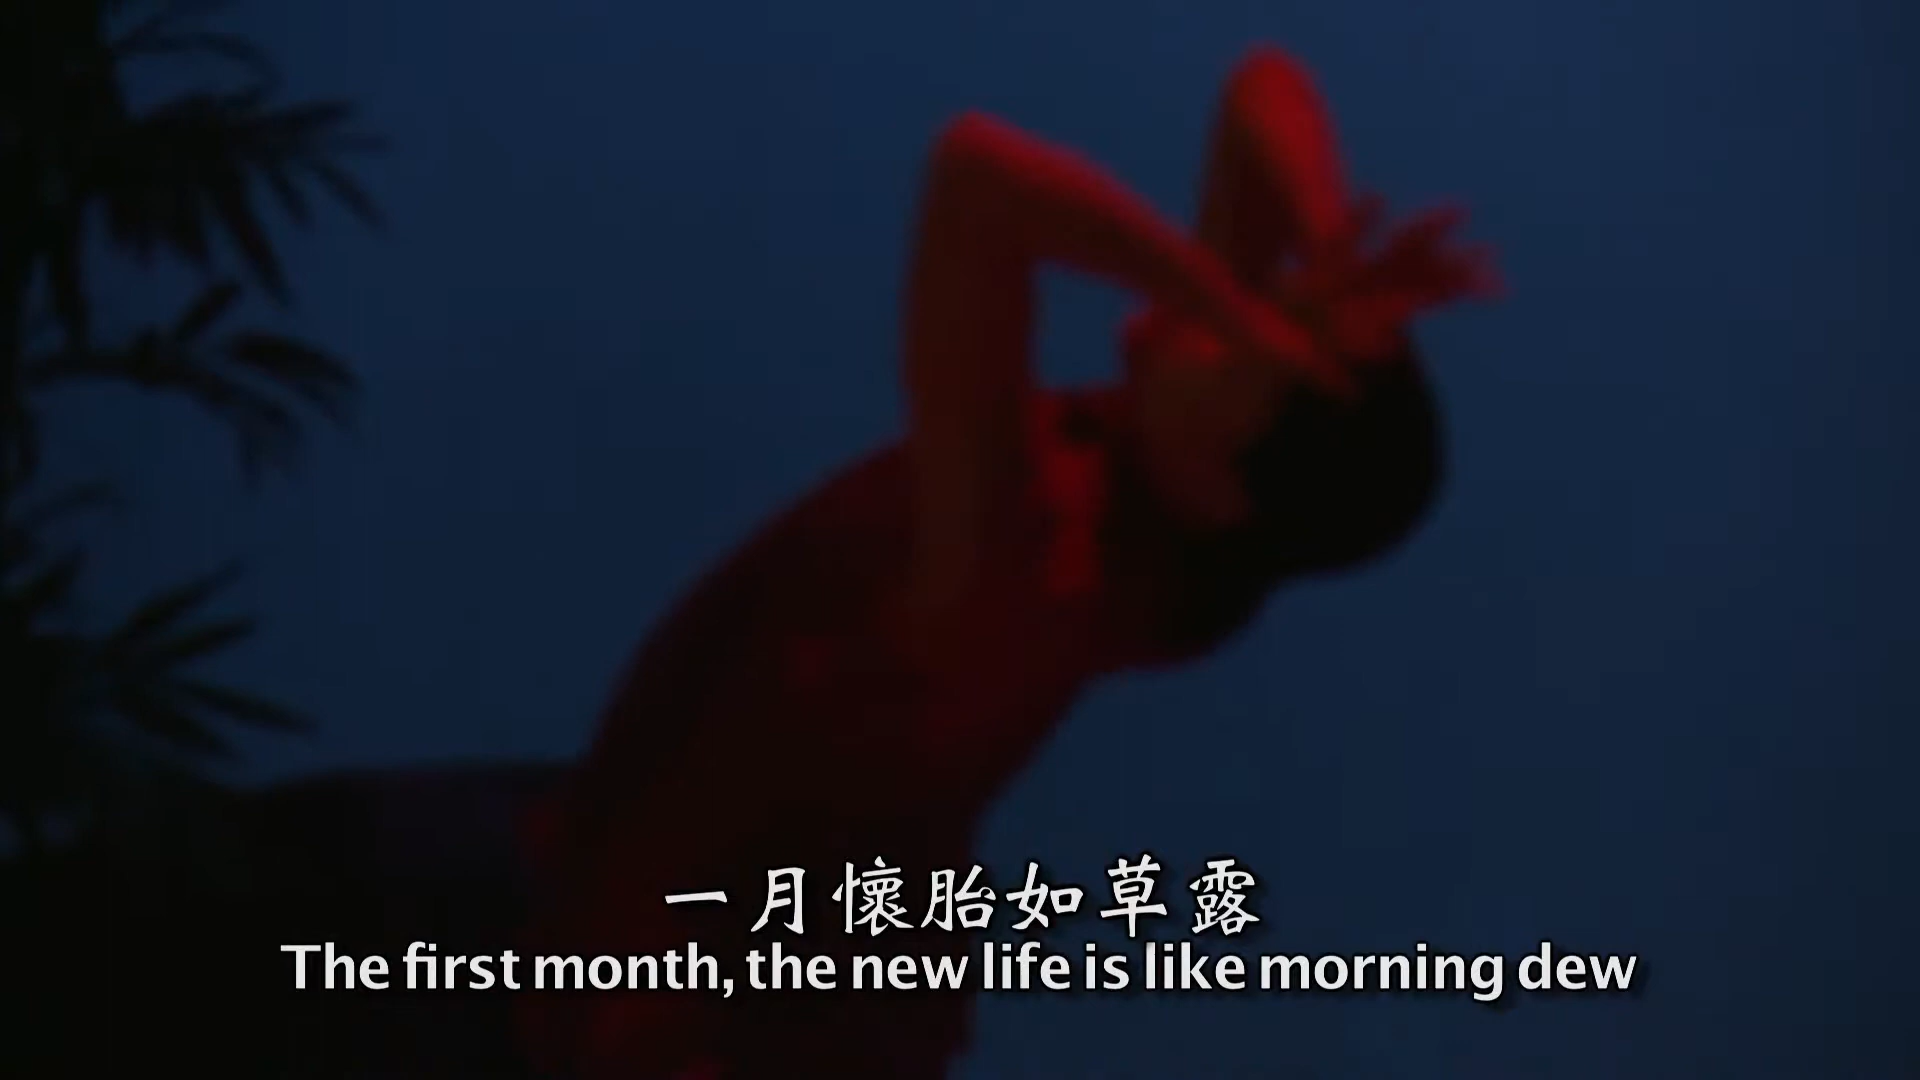 一月懷胎如草露
The first month, the new life is like morning dew